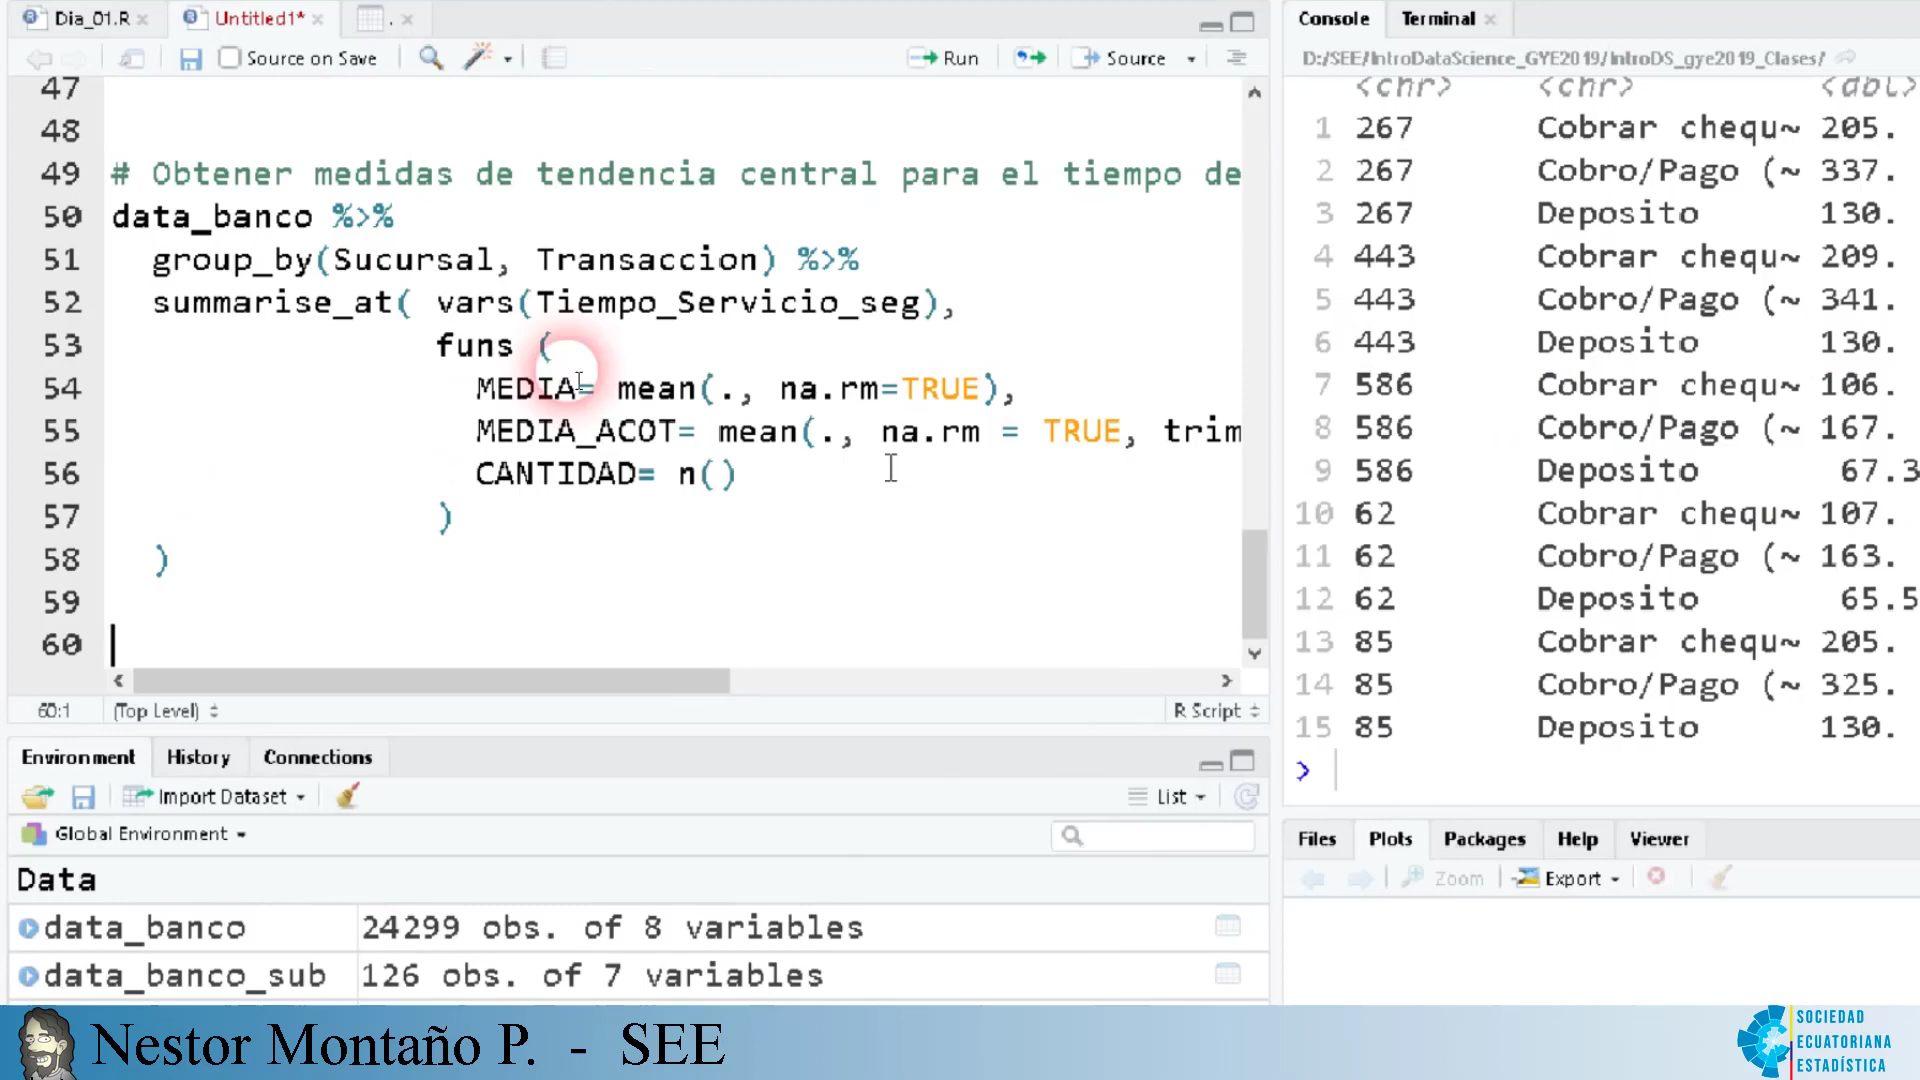 Dia_01.R
Untitled1*
.
Source on Save
Run
Source
47
48
49 # Obtener medidas de tendencia central para el tiempo de
50 data_banco %>%
51 group_by(Sucursal, Transaccion) %>%
52 summarise_at( vars(Tiempo_Servicio_seg),
53 funs (
54 MEDIA= mean(., na.rm=TRUE),
55 MEDIA_ACOT= mean(., na.rm = TRUE, trim
56 CANTIDAD= n()
57 )
58 )
59
60
60:1 (Top Level) R Script
Environment History Connections
Import Dataset List
Global Environment
Data
data_banco 24299 obs. of 8 variables
data_banco_sub 126 obs. of 7 variables
Console Terminal
D:/SEE/IntroDataScience_GYE2019/IntroDS_gye2019_Clases/
<chr> <chr> <dbl>
1 267 Cobrar chequ~ 205.
2 267 Cobro/Pago (~ 337.
3 267 Deposito 130.
4 443 Cobrar chequ~ 209.
5 443 Cobro/Pago (~ 341.
6 443 Deposito 130.
7 586 Cobrar chequ~ 106.
8 586 Cobro/Pago (~ 167.
9 586 Deposito 67.3
10 62 Cobrar chequ~ 107.
11 62 Cobro/Pago (~ 163.
12 62 Deposito 65.5
13 85 Cobrar chequ~ 205.
14 85 Cobro/Pago (~ 325.
15 85 Deposito 130.
>
Files Plots Packages Help Viewer
Zoom Export
Nestor Montaño P. - SEE
SOCIEDAD
ECUATORIANA
ESTADÍSTICA